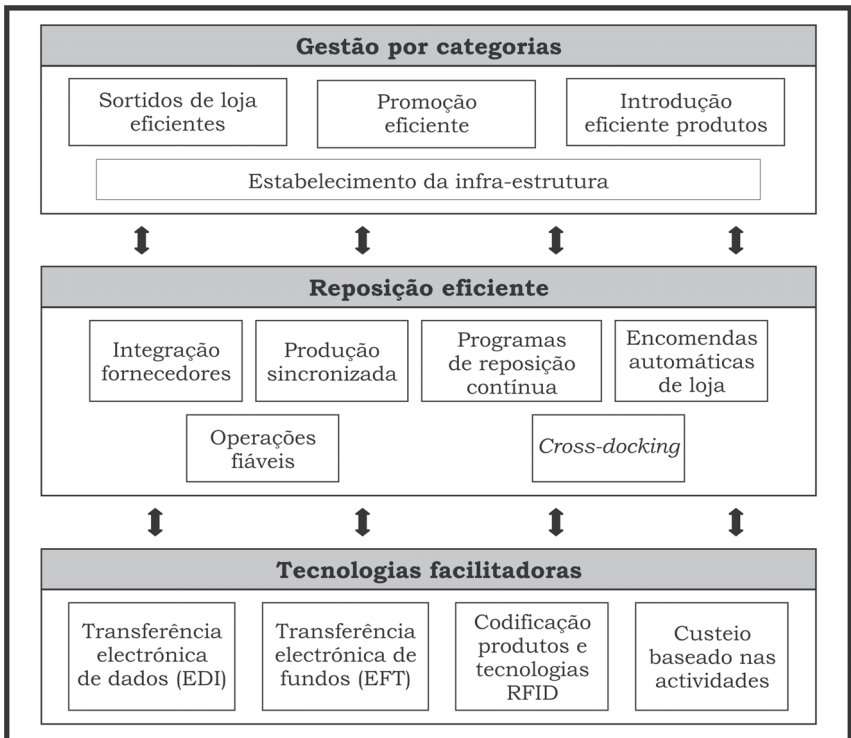 Gestão por categorias
Sortidos de loja
eficientes
Promoção
eficiente
Introdução
eficiente produtos
Estabelecimento da infra-estrutura
Reposição eficiente
Integração
fornecedores
Produção
sincronizada
Programas
de reposição
contínua
Encomendas
automáticas
de loja
Operações
fiáveis
Cross-docking
Tecnologias facilitadoras
Transferência
electrónica
de dados (EDI)
Transferência
electrónica de
fundos (EFT)
Codificação
produtos e
tecnologias
RFID
Custeio
baseado nas
actividades